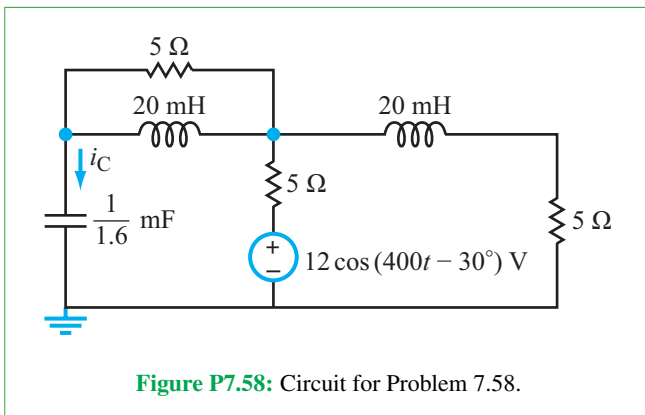 5 Ω
20 mH
20 mH
i_C
5 Ω
1/1.6 mF
5 Ω
+
−
12 cos (400t − 30°) V
Figure P7.58: Circuit for Problem 7.58.